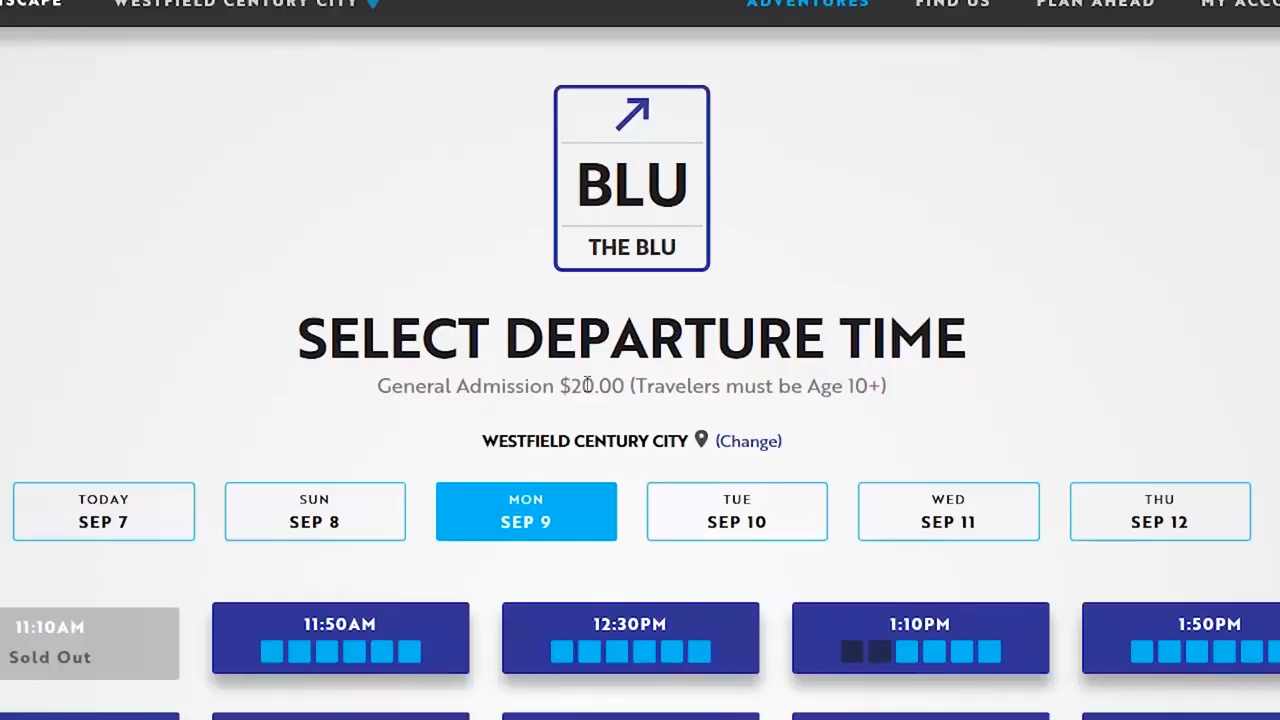 WESTFIELD CENTURY CITY
ADVENTURES
FIND US
PLAN AHEAD
MY
BLU
THE BLU
SELECT DEPARTURE TIME
General Admission $20.00 (Travelers must be Age 10+)
WESTFIELD CENTURY CITY (Change)
TODAY
SEP 7
SUN
SEP 8
MON
SEP 9
TUE
SEP 10
WED
SEP 11
THU
SEP 12
11:10AM
Sold Out
11:50AM
12:30PM
1:10PM
1:50PM